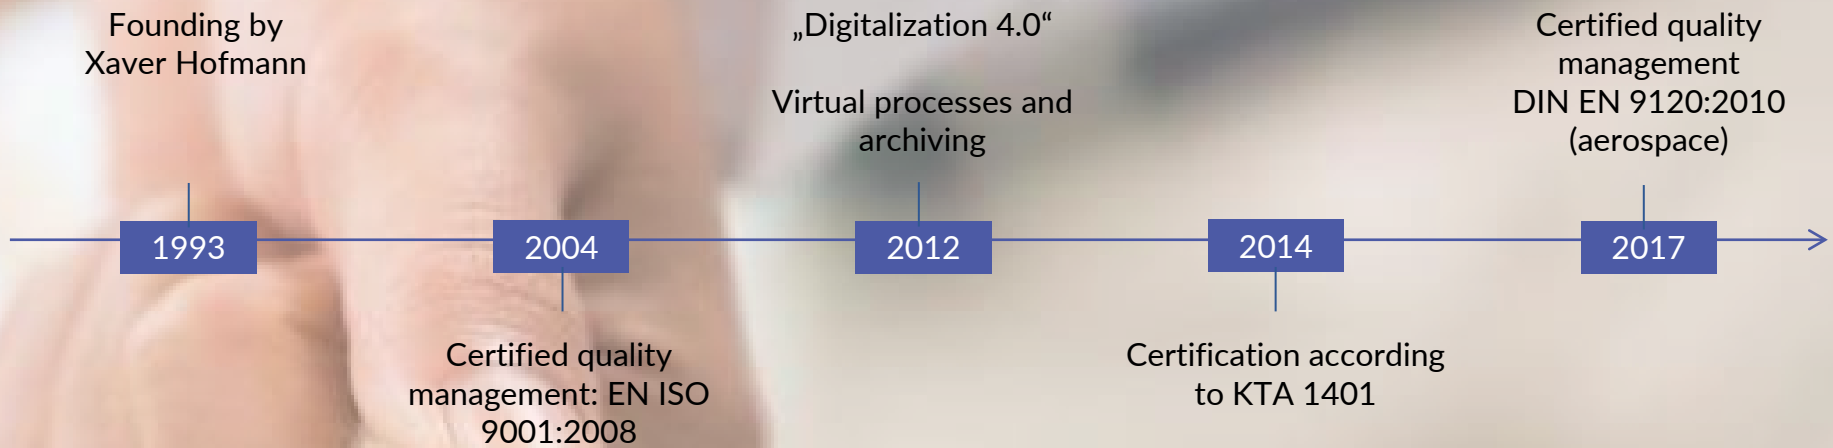 Founding by
Xaver Hofmann
1993
Certified quality
management: EN ISO
9001:2008
2004
„Digitalization 4.0“
Virtual processes and
archiving
2012
Certification according
to KTA 1401
2014
Certified quality
management
DIN EN 9120:2010
(aerospace)
2017